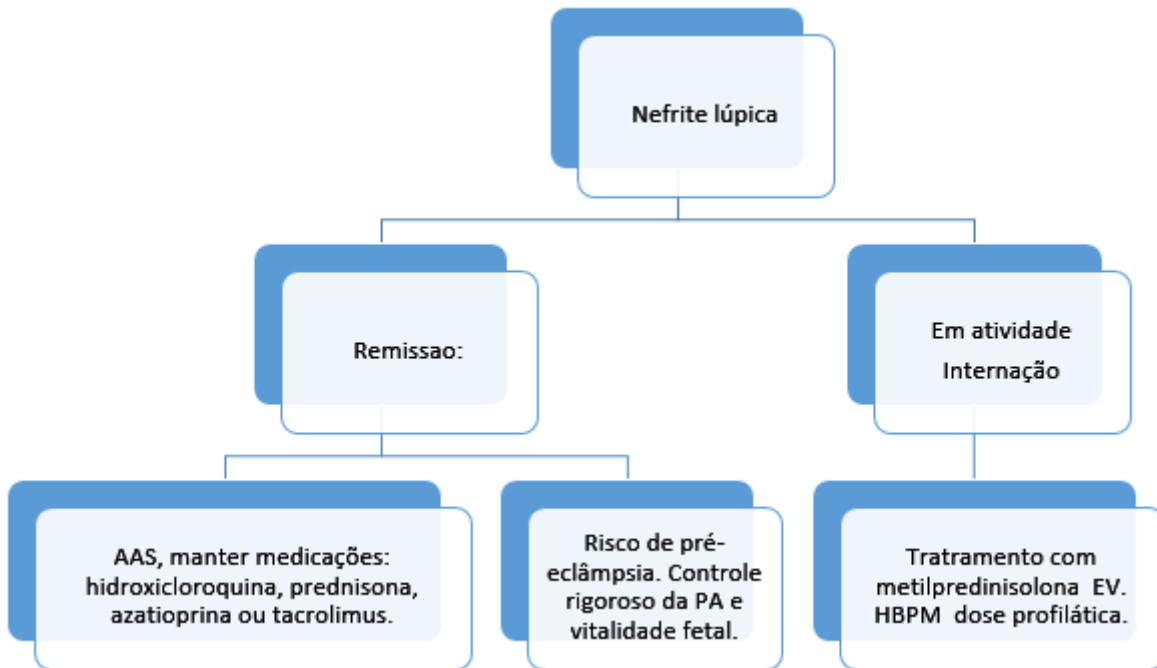 Nefrite lúpica
Remissao:
Em atividade
Internação
AAS, manter medicações:
hidroxicloroquina, prednisona,
azatioprina ou tacrolimus.
Risco de pré-
eclâmpsia. Controle
rigoroso da PA e
vitalidade fetal.
Tratramento com
metilpredinisolona EV.
HBPM dose profilática.